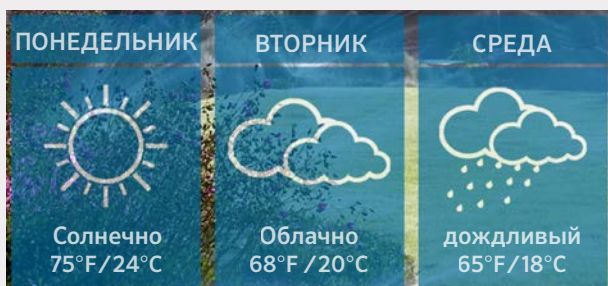 ПОНЕДЕЛЬНИК
Солнечно
75°F/24°C
ВТОРНИК
Облачно
68°F/20°C
СРЕДА
дождливый
65°F/18°C